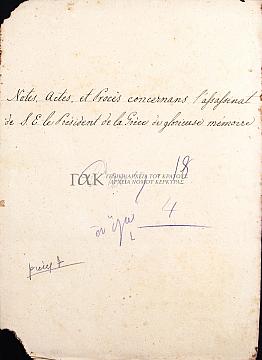 Notes, Actes, et Procès concernans l'assassinat
de S. E. le Président de la Grèce de glorieuse mémoire
18
ΓΑΚ ΓΕΝΙΚΑ ΑΡΧΕΙΑ ΤΟΥ ΚΡΑΤΟΥΣ
ΑΡΧΕΙΑ ΝΟΜΟΥ ΚΕΡΚΥΡΑΣ
4